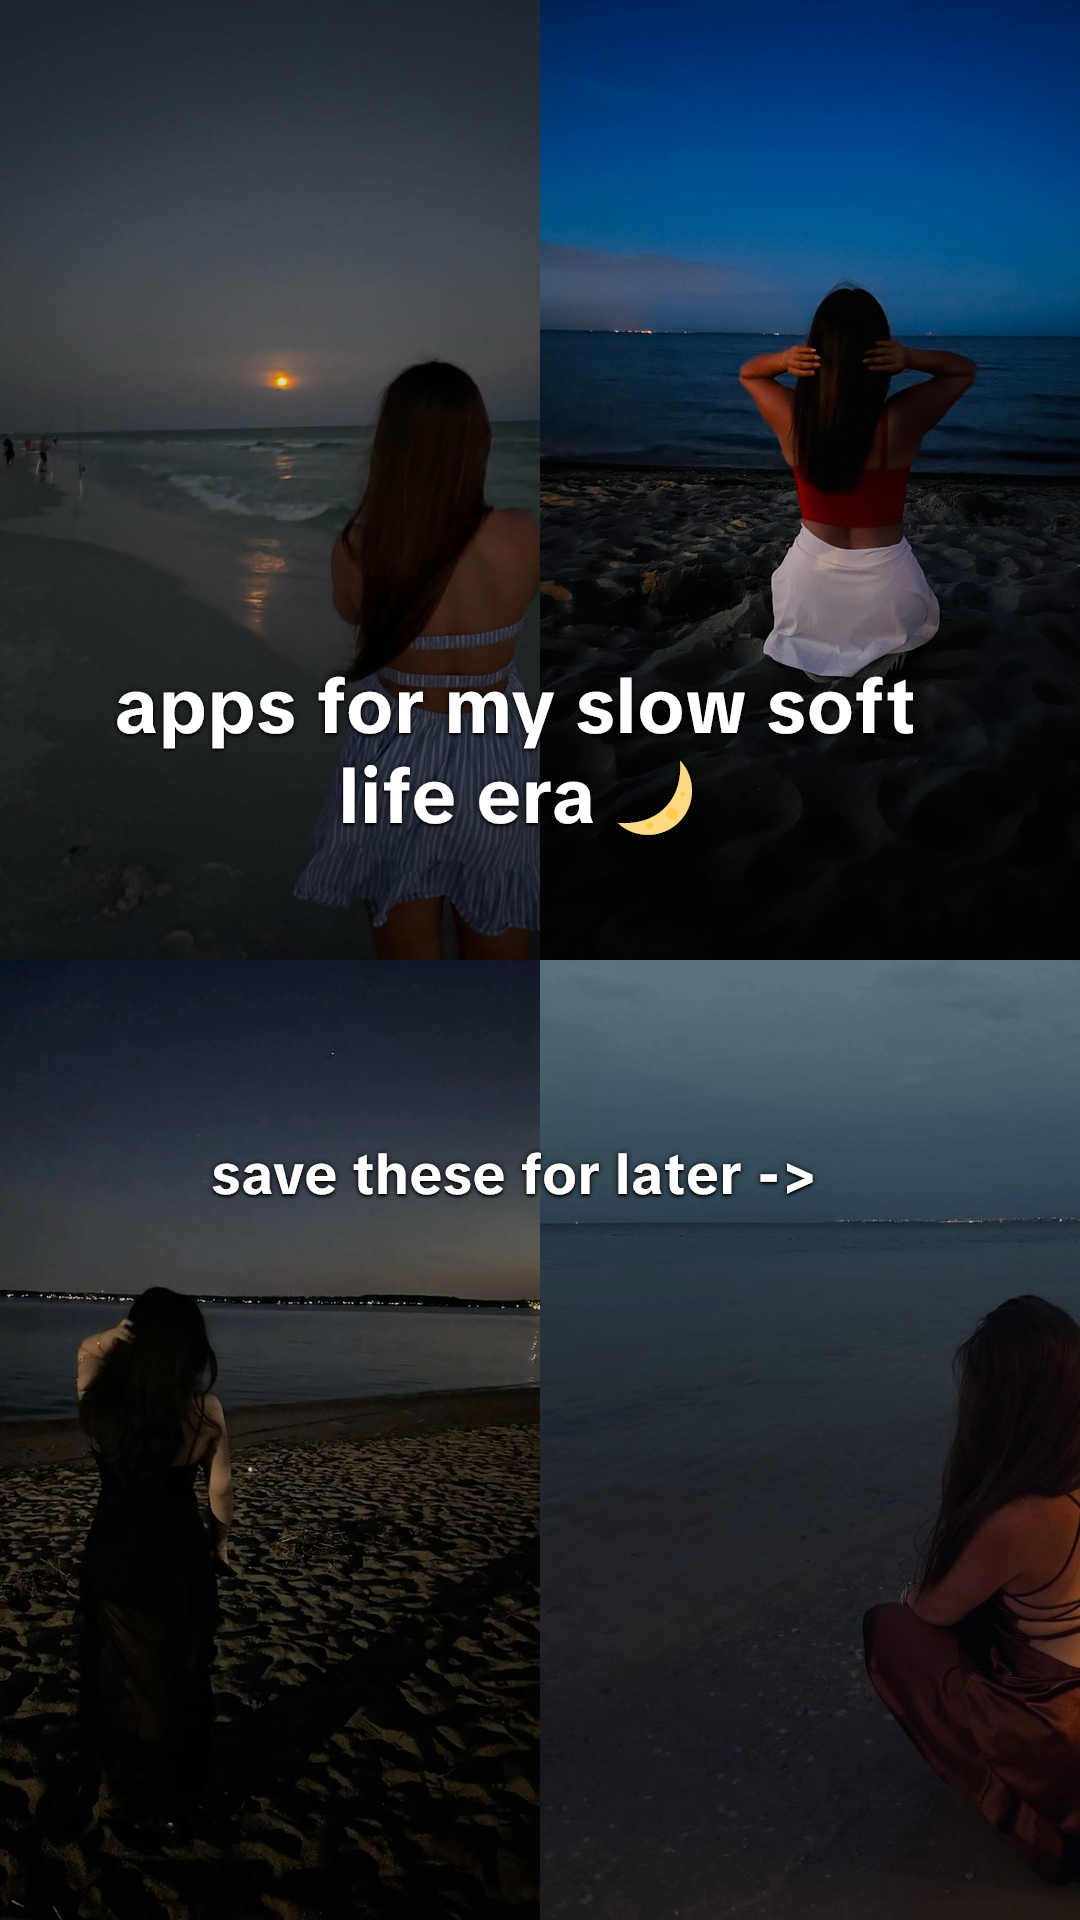 apps for my slow soft
life era 🌙
save these for later ->